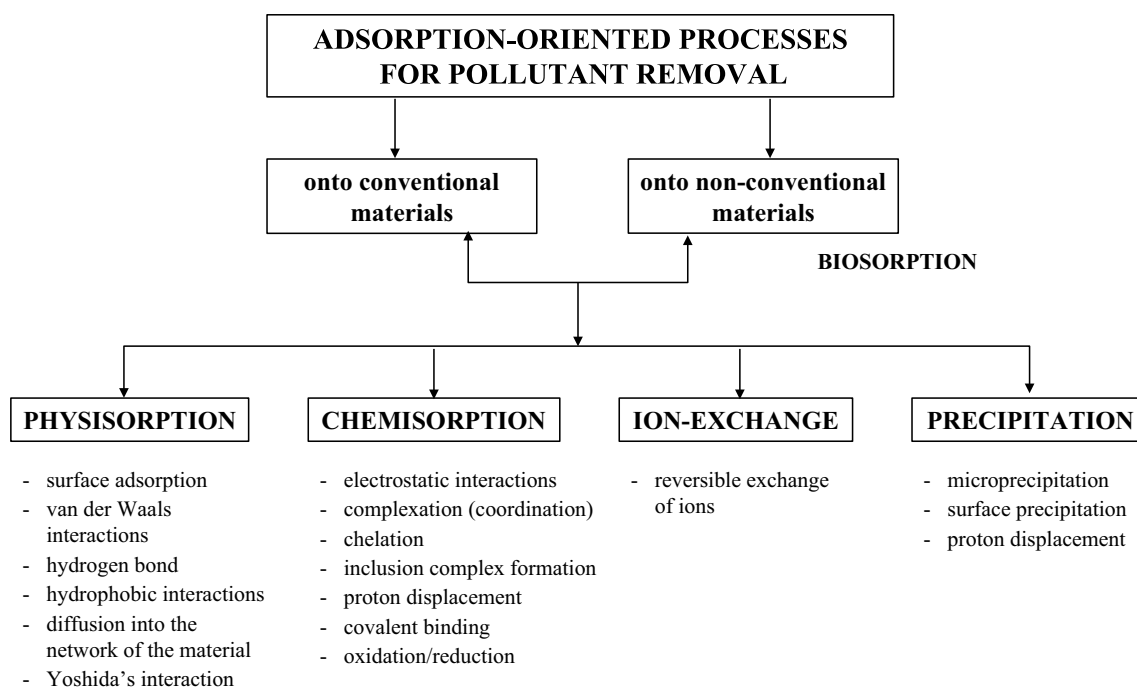 ADSORPTION-ORIENTED PROCESSES
FOR POLLUTANT REMOVAL
onto conventional
materials
onto non-conventional
materials
BIOSORPTION
PHYSISORPTION
- surface adsorption
- van der Waals
interactions
- hydrogen bond
- hydrophobic interactions
- diffusion into the
network of the material
- Yoshida’s interaction
CHEMISORPTION
- electrostatic interactions
- complexation (coordination)
- chelation
- inclusion complex formation
- proton displacement
- covalent binding
- oxidation/reduction
ION-EXCHANGE
- reversible exchange
of ions
PRECIPITATION
- microprecipitation
- surface precipitation
- proton displacement